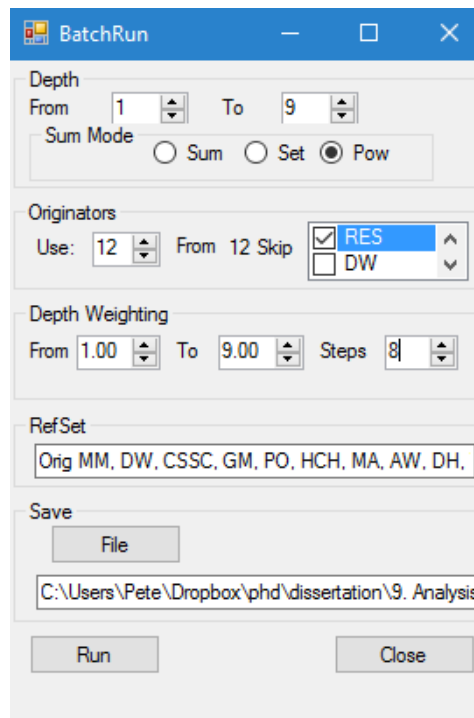 BatchRun
Depth
From 1 To 9
Sum Mode
Sum Set Pow
Originators
Use: 12 From 12 Skip RES
DW
Depth Weighting
From 1.00 To 9.00 Steps 8
RefSet
Orig MM, DW, CSSC, GM, PO, HCH, MA, AW, DH,
Save
File
C:\Users\Pete\Dropbox\phd\dissertation\9. Analysis
Run Close